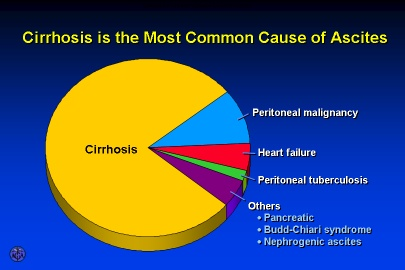 Cirrhosis is the Most Common Cause of Ascites
Peritoneal malignancy
Cirrhosis
Heart failure
Peritoneal tuberculosis
Others
• Pancreatic
• Budd-Chiari syndrome
• Nephrogenic ascites